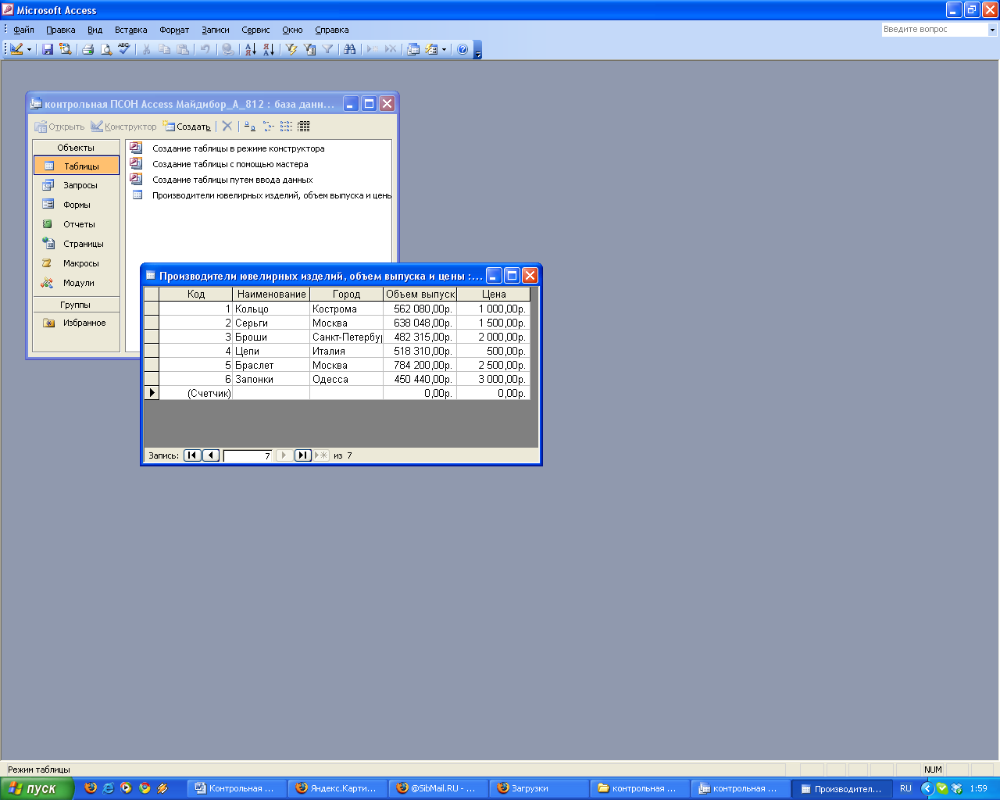 Microsoft Access
Файл Правка Вид Вставка Формат Записи Сервис Окно Справка
Введите вопрос
контрольная ПСОН Access Майдибор_А_812 : база данн...
Открыть Конструктор Создать
Объекты
Таблицы
Запросы
Формы
Отчеты
Страницы
Макросы
Модули
Группы
Избранное
Создание таблицы в режиме конструктора
Создание таблицы с помощью мастера
Создание таблицы путем ввода данных
Производители ювелирных изделий, объем выпуска и цены
Производители ювелирных изделий, объем выпуска и цены :...
Код Наименование Город Объем выпуск Цена
1 Кольцо Кострома 562 080,00р. 1 000,00р.
2 Серьги Москва 638 048,00р. 1 500,00р.
3 Броши Санкт-Петербур 482 315,00р. 2 000,00р.
4 Цепи Италия 518 310,00р. 500,00р.
5 Браслет Москва 784 200,00р. 2 500,00р.
6 Запонки Одесса 450 440,00р. 3 000,00р.
(Счетчик) 0,00р. 0,00р.
Запись: 7 из 7
Режим таблицы
NUM
пуск
Контрольная ...
Яндекс.Карти...
@SibMail.RU - ...
Загрузки
контрольная ...
контрольная ...
Производител...
RU
1:59